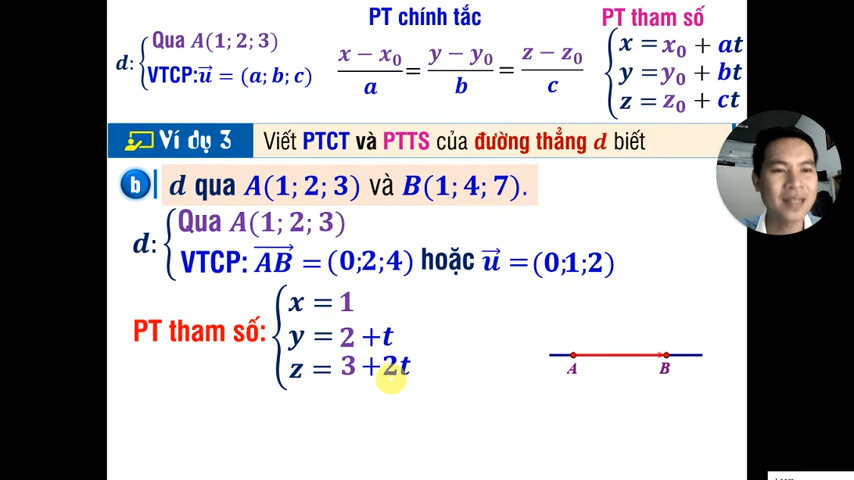 PT chính tắc
PT tham số
d: { Qua A(1; 2; 3)
VTCP: u⃗ = (a; b; c)
(x − x₀)/a = (y − y₀)/b = (z − z₀)/c
{ x = x₀ + at
y = y₀ + bt
z = z₀ + ct
Ví dụ 3 Viết PTCT và PTTS của đường thẳng d biết
b d qua A(1; 2; 3) và B(1; 4; 7).
d: { Qua A(1; 2; 3)
VTCP: AB⃗ = (0;2;4) hoặc u⃗ = (0;1;2)
PT tham số: { x = 1
y = 2 + t
z = 3 + 2t
A B